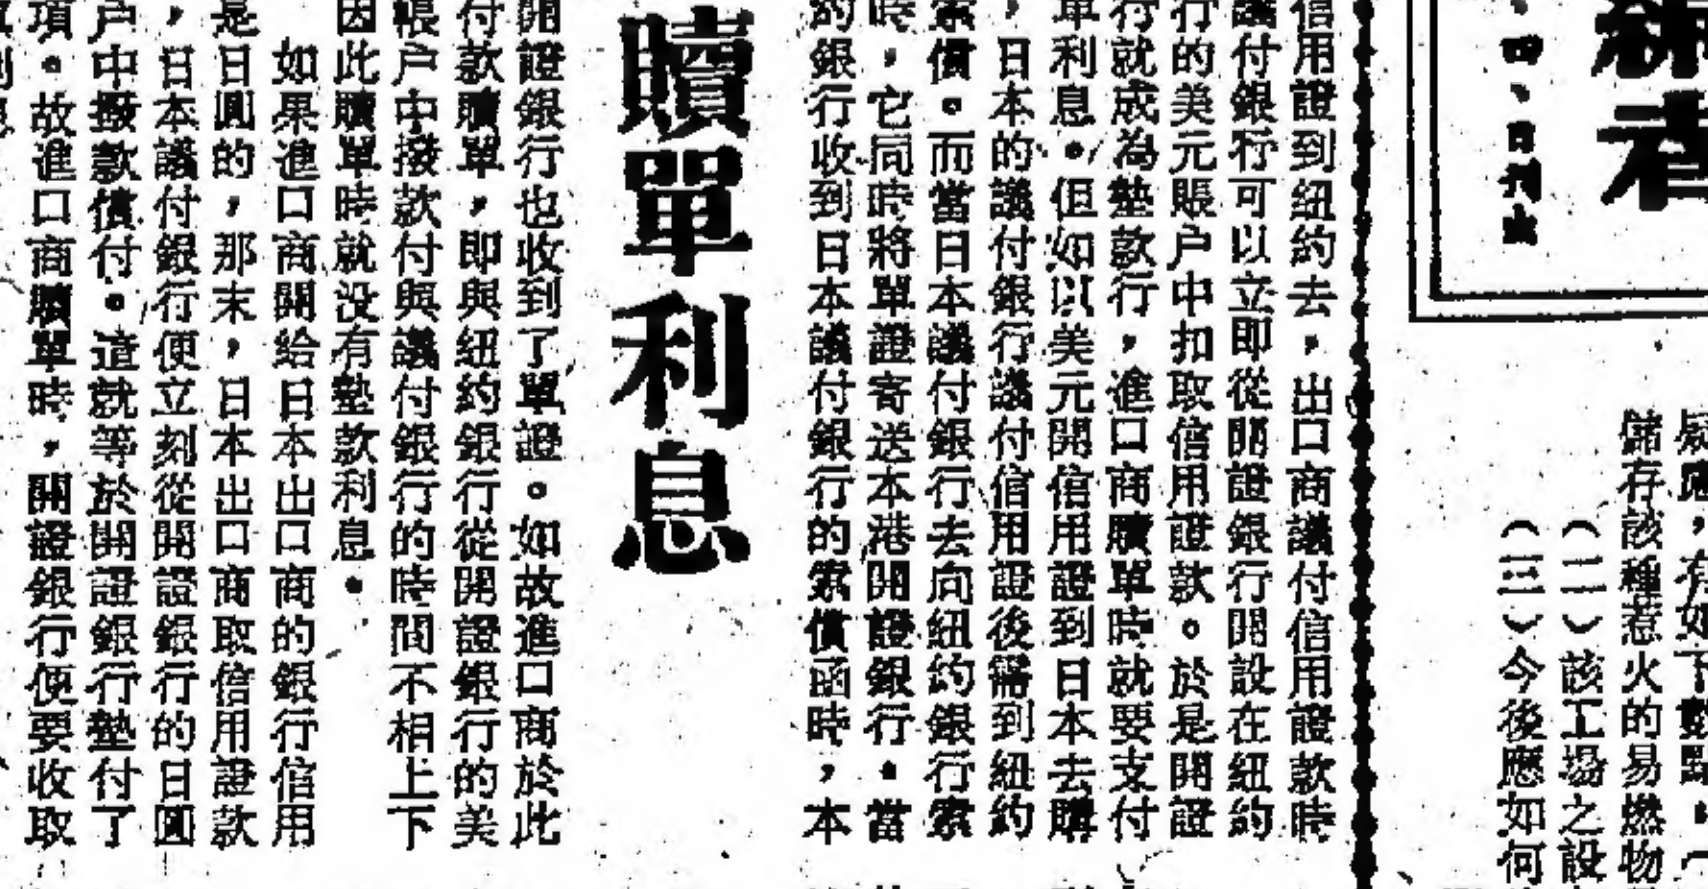 編者
、四、日刊出
儲存該種惹火的易燃物
(二)該工場之設
(三)今後應如何
信用證到紐約去，出口商議付信用證款時
議付銀行可以立即從開證銀行開設在紐約
行的美元賬户中扣取信用證款。於是開證
行就成為墊款行，進口商贖單時就要支付
單利息。但如以美元開信用證到日本去購
，日本的議付銀行議付信用證後需到紐約
索償。而當日本議付銀行去向紐約銀行索
時，它同時將單證寄送本港開證銀行。當
約銀行收到日本議付銀行的索償函時，本
贖單利息
開證銀行也收到了單證。如故進口商於此
付款贖單，即與紐約銀行從開證銀行的美
賬户中撥款付與議付銀行的時間不相上下
因此贖單時就没有墊款利息。
如果進口商開給日本出口商的銀行信用
是日圓的，那末，日本出口商取信用證款
，日本議付銀行便立刻從開證銀行的日圓
户中撥款償付。這就等於開證銀行墊付了
項。故進口商贖單時，開證銀行便要收取